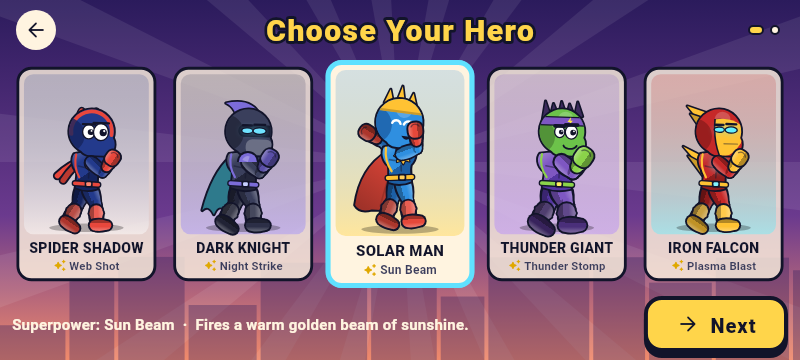 Choose Your Hero
SPIDER SHADOW
Web Shot
DARK KNIGHT
Night Strike
SOLAR MAN
Sun Beam
THUNDER GIANT
Thunder Stomp
IRON FALCON
Plasma Blast
Superpower: Sun Beam · Fires a warm golden beam of sunshine.
Next